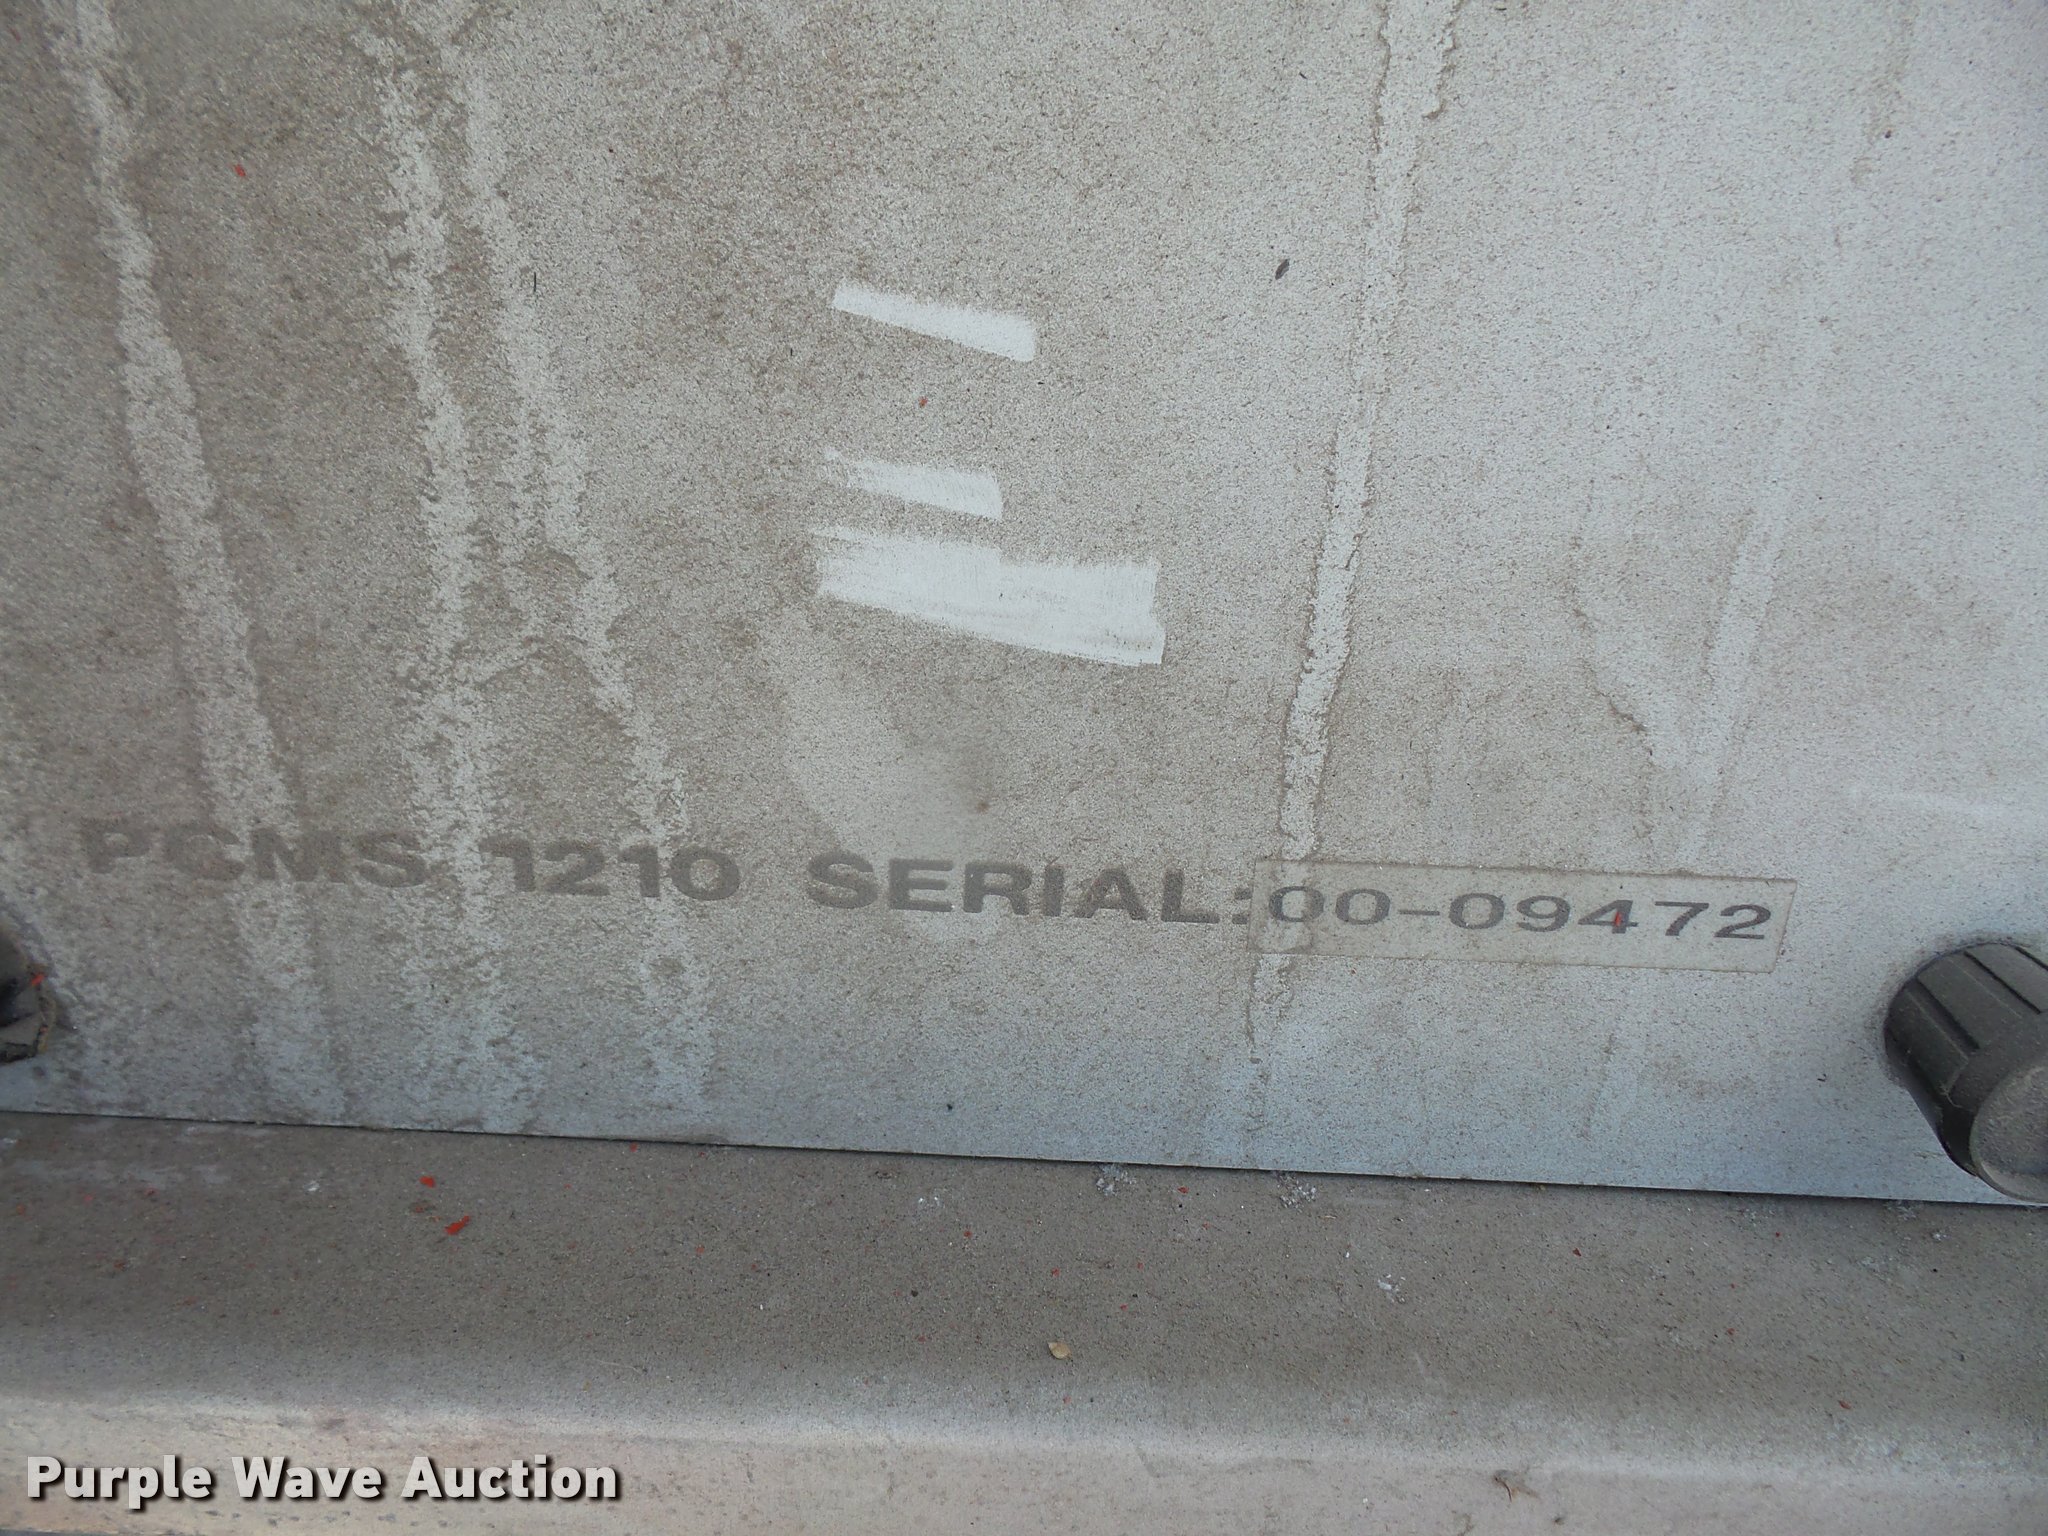 PCMS 1210 SERIAL:00-09472
Purple Wave Auction